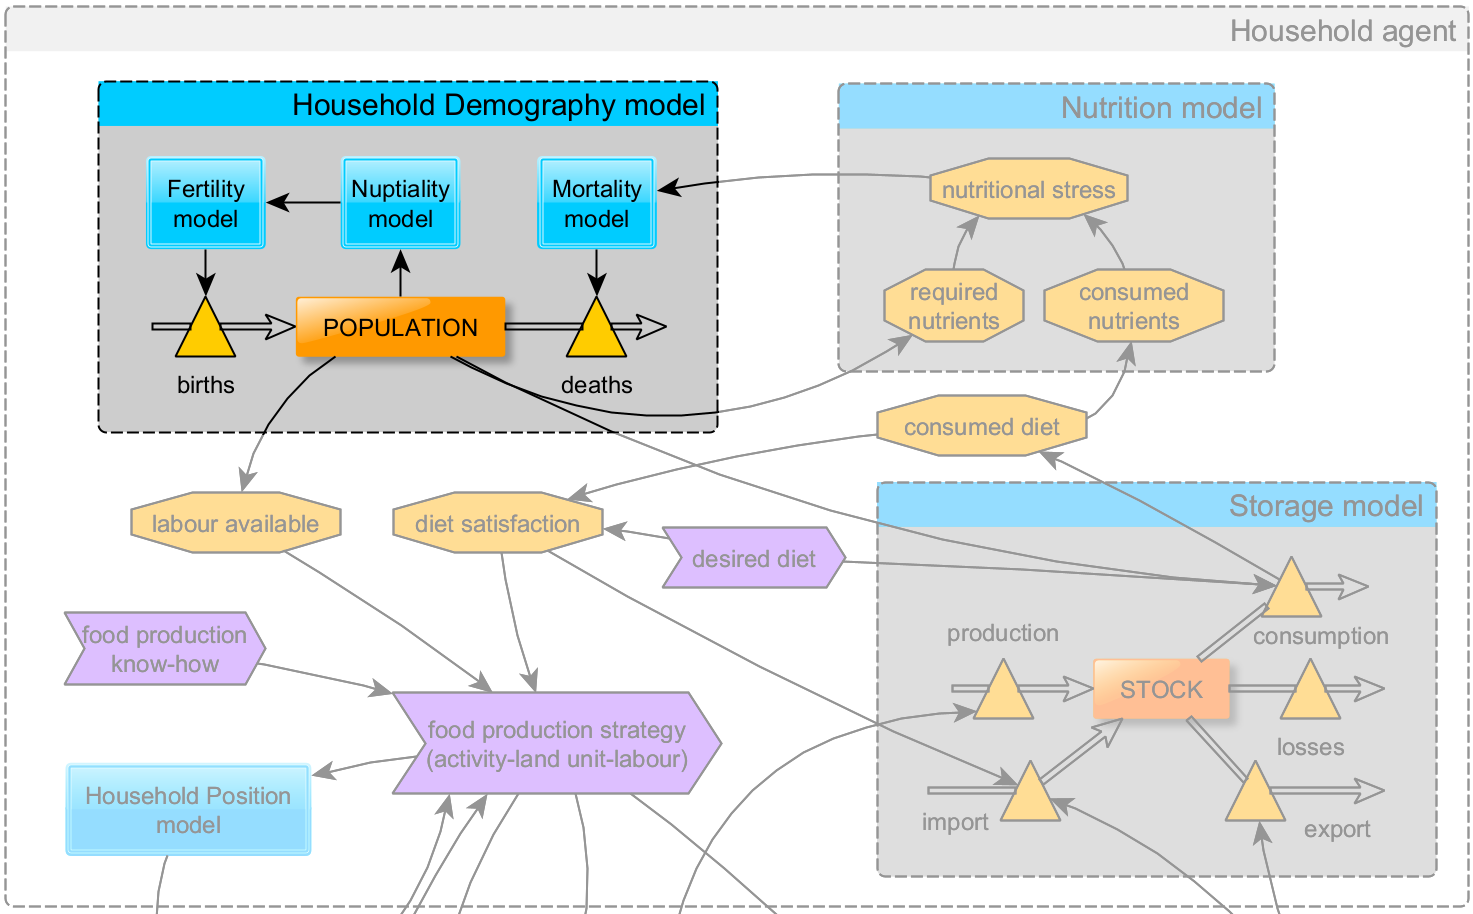 Household agent
Household Demography model
Nutrition model
Fertility
model
Nuptiality
model
Mortality
model
nutritional stress
required
nutrients
consumed
nutrients
POPULATION
births
deaths
consumed diet
labour available
diet satisfaction
desired diet
Storage model
food production
know-how
production
consumption
STOCK
losses
import
export
food production strategy
(activity-land unit-labour)
Household Position
model